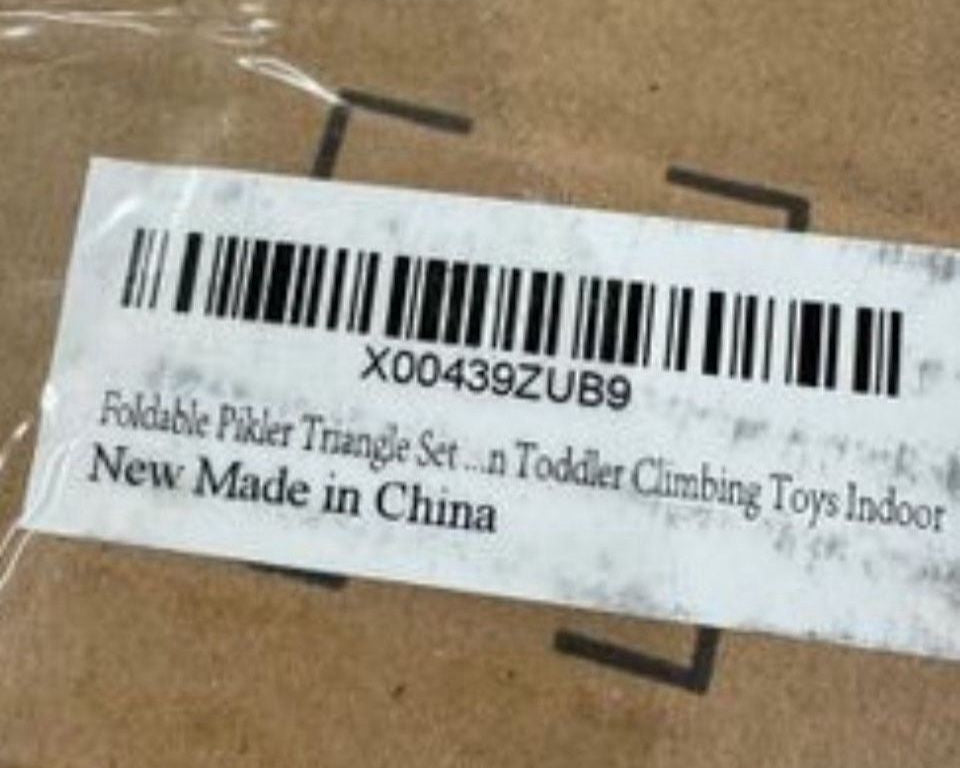 X00439ZUB9
Foldable Pikler Triangle Set ...n Toddler Climbing Toys Indoor
New Made in China